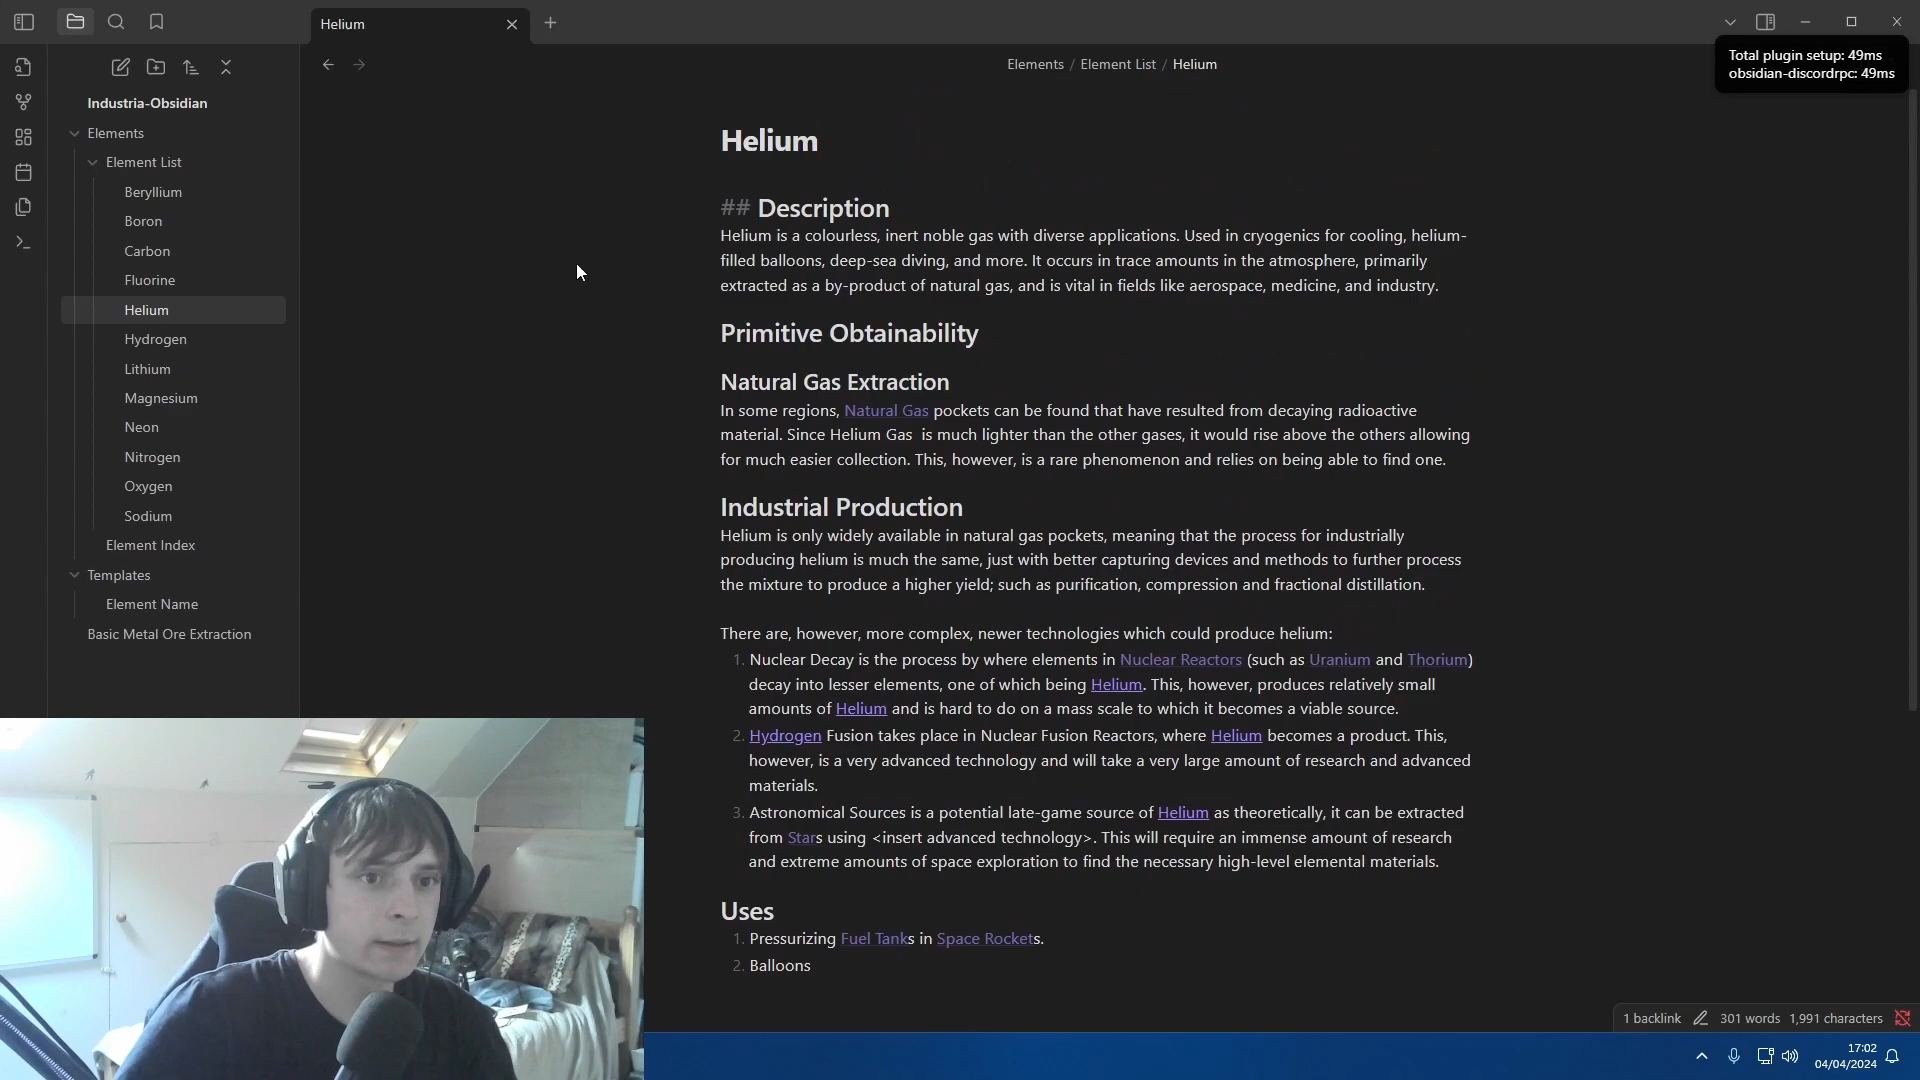 Helium
Total plugin setup: 49ms
obsidian-discordrpc: 49ms
Elements / Element List / Helium
Industria-Obsidian
Elements
Element List
Beryllium
Boron
Carbon
Fluorine
Helium
Hydrogen
Lithium
Magnesium
Neon
Nitrogen
Oxygen
Sodium
Element Index
Templates
Element Name
Basic Metal Ore Extraction
Helium
## Description
Helium is a colourless, inert noble gas with diverse applications. Used in cryogenics for cooling, helium-
filled balloons, deep-sea diving, and more. It occurs in trace amounts in the atmosphere, primarily
extracted as a by-product of natural gas, and is vital in fields like aerospace, medicine, and industry.
Primitive Obtainability
Natural Gas Extraction
In some regions, Natural Gas pockets can be found that have resulted from decaying radioactive
material. Since Helium Gas  is much lighter than the other gases, it would rise above the others allowing
for much easier collection. This, however, is a rare phenomenon and relies on being able to find one.
Industrial Production
Helium is only widely available in natural gas pockets, meaning that the process for industrially
producing helium is much the same, just with better capturing devices and methods to further process
the mixture to produce a higher yield; such as purification, compression and fractional distillation.
There are, however, more complex, newer technologies which could produce helium:
1. Nuclear Decay is the process by where elements in Nuclear Reactors (such as Uranium and Thorium)
decay into lesser elements, one of which being Helium. This, however, produces relatively small
amounts of Helium and is hard to do on a mass scale to which it becomes a viable source.
2. Hydrogen Fusion takes place in Nuclear Fusion Reactors, where Helium becomes a product. This,
however, is a very advanced technology and will take a very large amount of research and advanced
materials.
3. Astronomical Sources is a potential late-game source of Helium as theoretically, it can be extracted
from Stars using <insert advanced technology>. This will require an immense amount of research
and extreme amounts of space exploration to find the necessary high-level elemental materials.
Uses
1. Pressurizing Fuel Tanks in Space Rockets.
2. Balloons
1 backlink 301 words 1,991 characters
17:02
04/04/2024